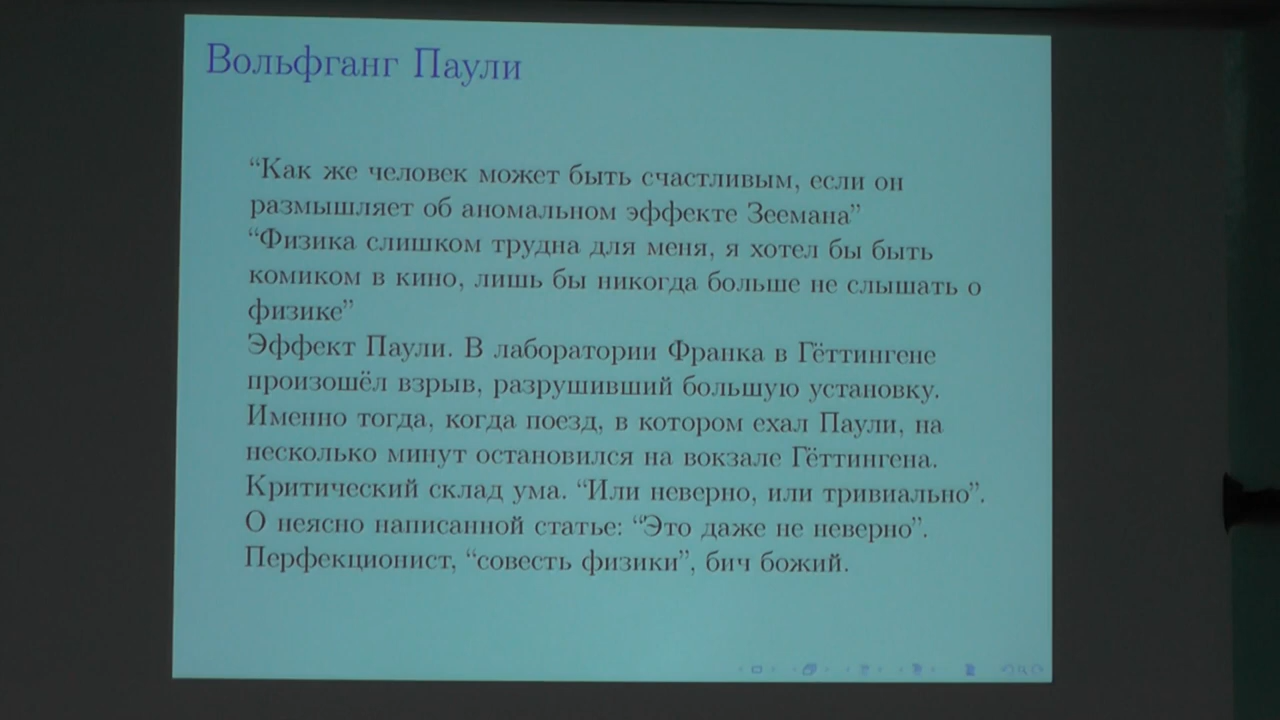 Вольфганг Паули
“Как же человек может быть счастливым, если он
размышляет об аномальном эффекте Зеемана”
“Физика слишком трудна для меня, я хотел бы быть
комиком в кино, лишь бы никогда больше не слышать о
физике”
Эффект Паули. В лаборатории Франка в Гёттингене
произошёл взрыв, разрушивший большую установку.
Именно тогда, когда поезд, в котором ехал Паули, на
несколько минут остановился на вокзале Гёттингена.
Критический склад ума. “Или неверно, или тривиально”.
О неясно написанной статье: “Это даже не неверно”.
Перфекционист, “совесть физики”, бич божий.